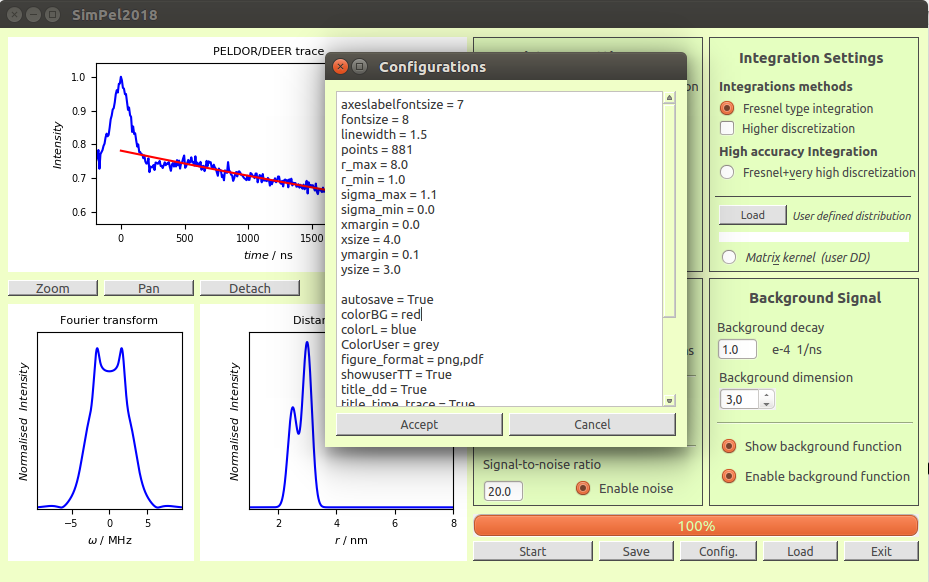 SimPel2018
PELDOR/DEER trace
1.0
0.9
0.8
0.7
0.6
Intensity
0
500
1000
1500
time / ns
Zoom
Pan
Detach
Fourier transform
Normalised Intensity
−5
0
5
ω / MHz
Normalised Intensity
2
4
6
8
r / nm
Configurations
axeslabelfontsize = 7
fontsize = 8
linewidth = 1.5
points = 881
r_max = 8.0
r_min = 1.0
sigma_max = 1.1
sigma_min = 0.0
xmargin = 0.0
xsize = 4.0
ymargin = 0.1
ysize = 3.0
autosave = True
colorBG = red
colorL = blue
ColorUser = grey
figure_format = png,pdf
showuserTT = True
title_dd = True
title_time_trace = True
Accept
Cancel
Signal-to-noise ratio
20.0
Enable noise
Integration Settings
Integrations methods
Fresnel type integration
Higher discretization
High accuracy Integration
Fresnel+very high discretization
Load
User defined distribution
Matrix kernel (user DD)
Background Signal
Background decay
1.0
e-4 1/ns
Background dimension
3,0
Show background function
Enable background function
100%
Start
Save
Config.
Load
Exit